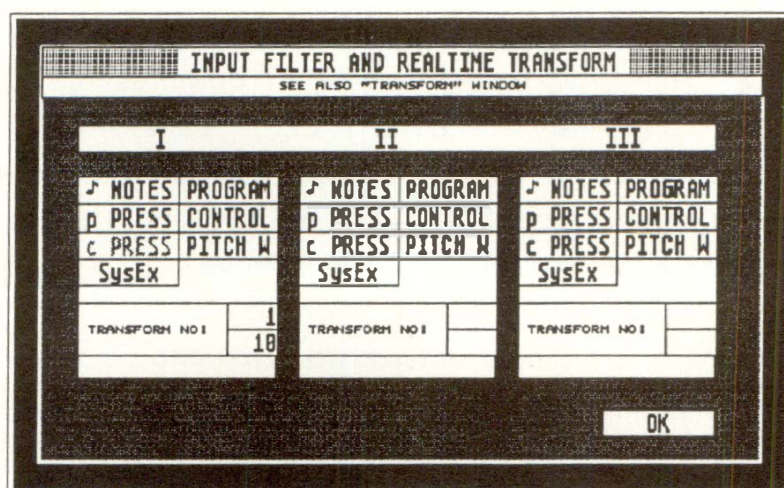 INPUT FILTER AND REALTIME TRANSFORM
SEE ALSO "TRANSFORM" WINDOW
I II III
♪ NOTES PROGRAM
p PRESS CONTROL
c PRESS PITCH W
SysEx
TRANSFORM NO: 1
10
♪ NOTES PROGRAM
p PRESS CONTROL
c PRESS PITCH W
SysEx
TRANSFORM NO:
♪ NOTES PROGRAM
p PRESS CONTROL
c PRESS PITCH W
SysEx
TRANSFORM NO:
OK